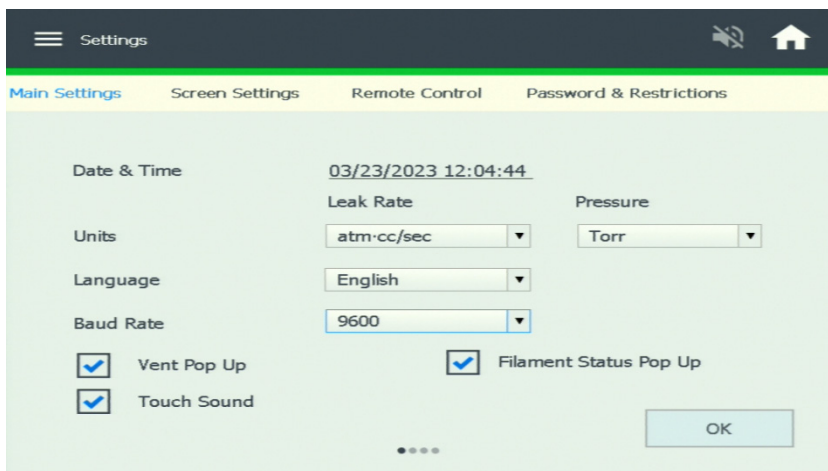 Settings
Main Settings Screen Settings Remote Control Password & Restrictions
Date & Time 03/23/2023 12:04:44
Leak Rate Pressure
Units atm·cc/sec Torr
Language English
Baud Rate 9600
Vent Pop Up Filament Status Pop Up
Touch Sound
OK